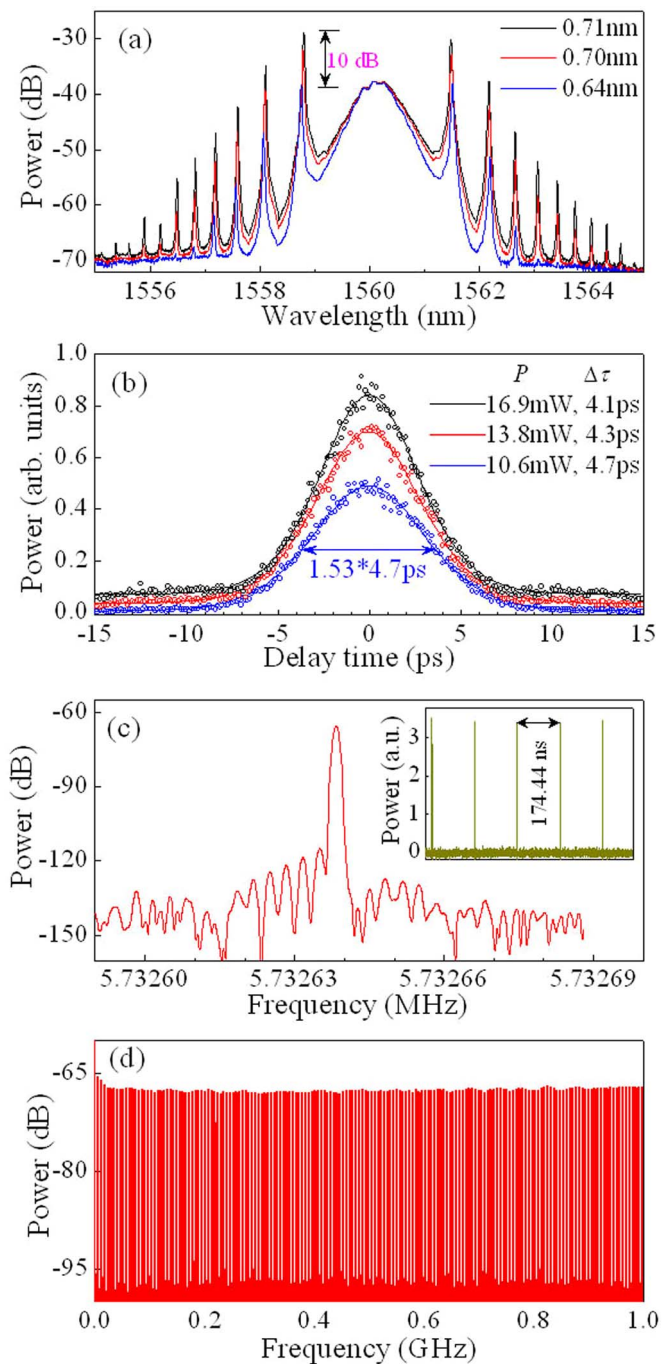 (a)
10 dB
0.71nm
0.70nm
0.64nm
-30
-40
-50
-60
-70
Power (dB)
1556 1558 1560 1562 1564
Wavelength (nm)
(b)
P Δτ
16.9mW, 4.1ps
13.8mW, 4.3ps
10.6mW, 4.7ps
1.53*4.7ps
1.0
0.8
0.6
0.4
0.2
0.0
Power (arb. units)
-15 -10 -5 0 5 10 15
Delay time (ps)
(c)
-60
-90
-120
-150
Power (dB)
3
2
1
0
Power (a.u.)
174.44 ns
5.73260 5.73263 5.73266 5.73269
Frequency (MHz)
(d)
-65
-80
-95
Power (dB)
0.0 0.2 0.4 0.6 0.8 1.0
Frequency (GHz)